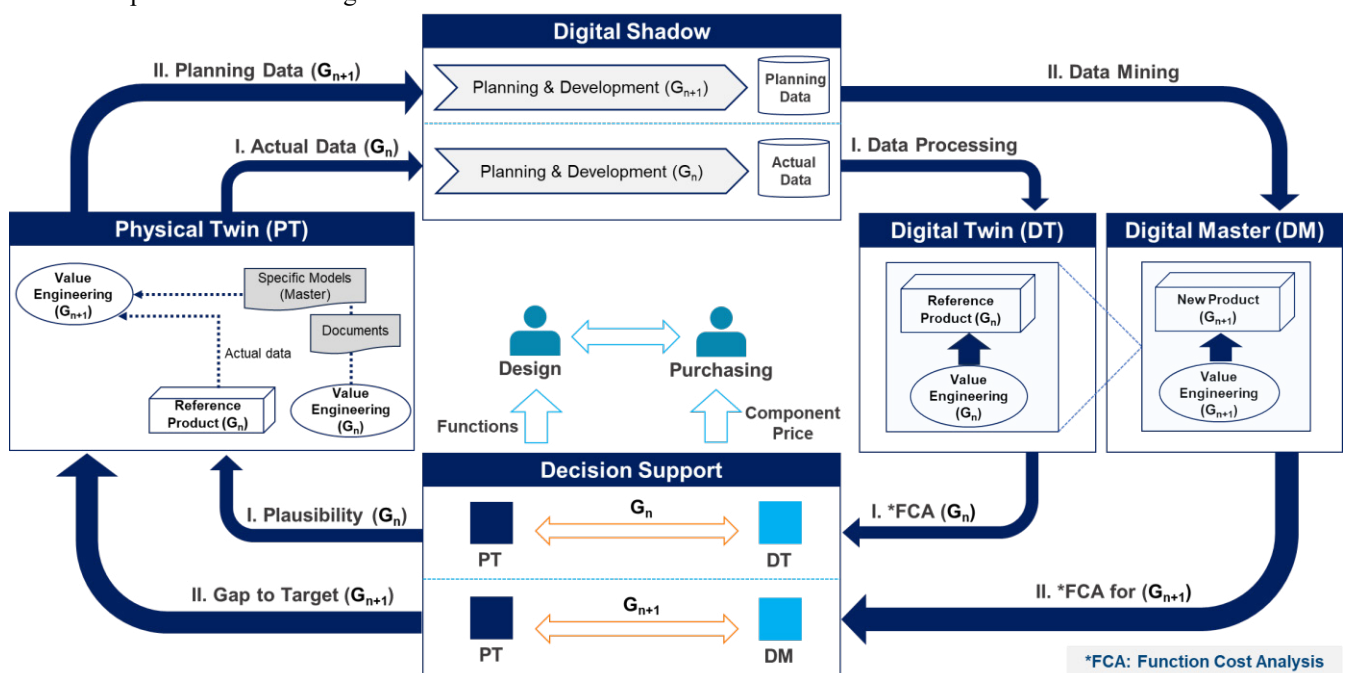 Digital Shadow
II. Planning Data (Gn+1)
Planning & Development (Gn+1)
Planning
Data
II. Data Mining
I. Actual Data (Gn)
Planning & Development (Gn)
Actual
Data
I. Data Processing
Physical Twin (PT)
Value
Engineering
(Gn+1)
Specific Models
(Master)
Documents
Actual data
Reference
Product (Gn)
Value
Engineering
(Gn)
Design
Purchasing
Functions
Component
Price
Digital Twin (DT)
Reference
Product (Gn)
Value
Engineering
(Gn)
Digital Master (DM)
New Product
(Gn+1)
Value
Engineering
(Gn+1)
Decision Support
I. Plausibility (Gn)
Gn
PT
DT
I. *FCA (Gn)
II. Gap to Target (Gn+1)
Gn+1
PT
DM
II. *FCA for (Gn+1)
*FCA: Function Cost Analysis